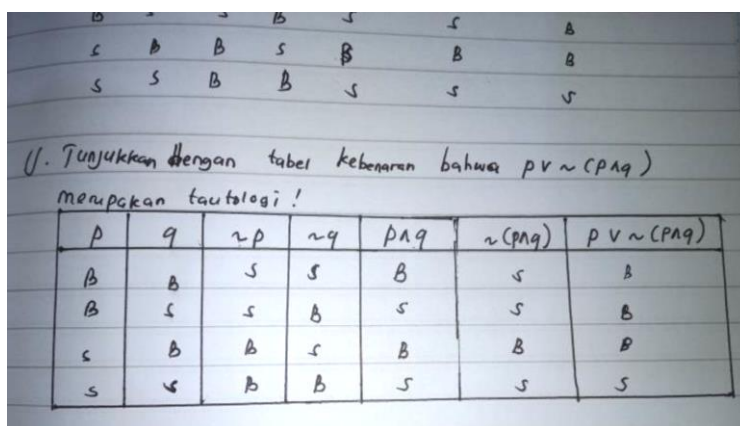 B S S B S S B
S B B S B B B
S S B B S S S
11. Tunjukkan dengan tabel kebenaran bahwa p v ~ (p^q)
merupakan tautologi!
p q ~p ~q p^q ~(p^q) p v ~(p^q)
B B S S B S B
B S S B S S B
S B B S B B B
S S B B S S S